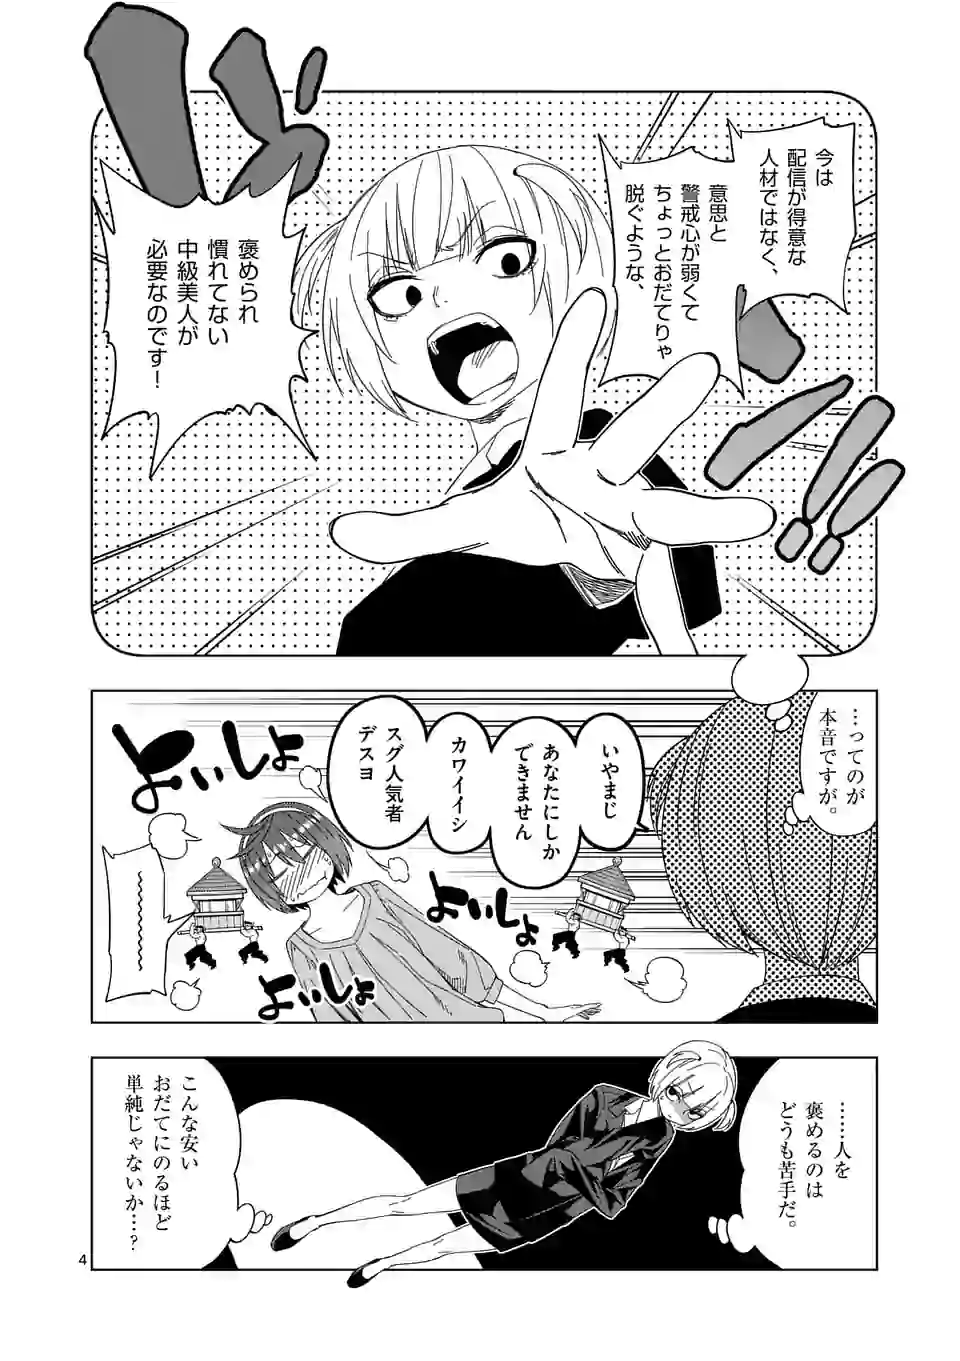 今は
配信が得意な
人材ではなく、
意思と
警戒心が弱くて
ちょっとおだてりゃ
脱ぐような、
褒められ
慣れてない
中級美人が
必要なのです！
…ってのが
本音ですが。
いやまじ
あなたにしか
できません
カワイイシ
スグ人気者
デスヨ
よいしょ
よいしょ
よいしょ
……人を
褒めるのは
どうも苦手だ。
こんな安い
おだてにのるほど
単純じゃないか…？
4